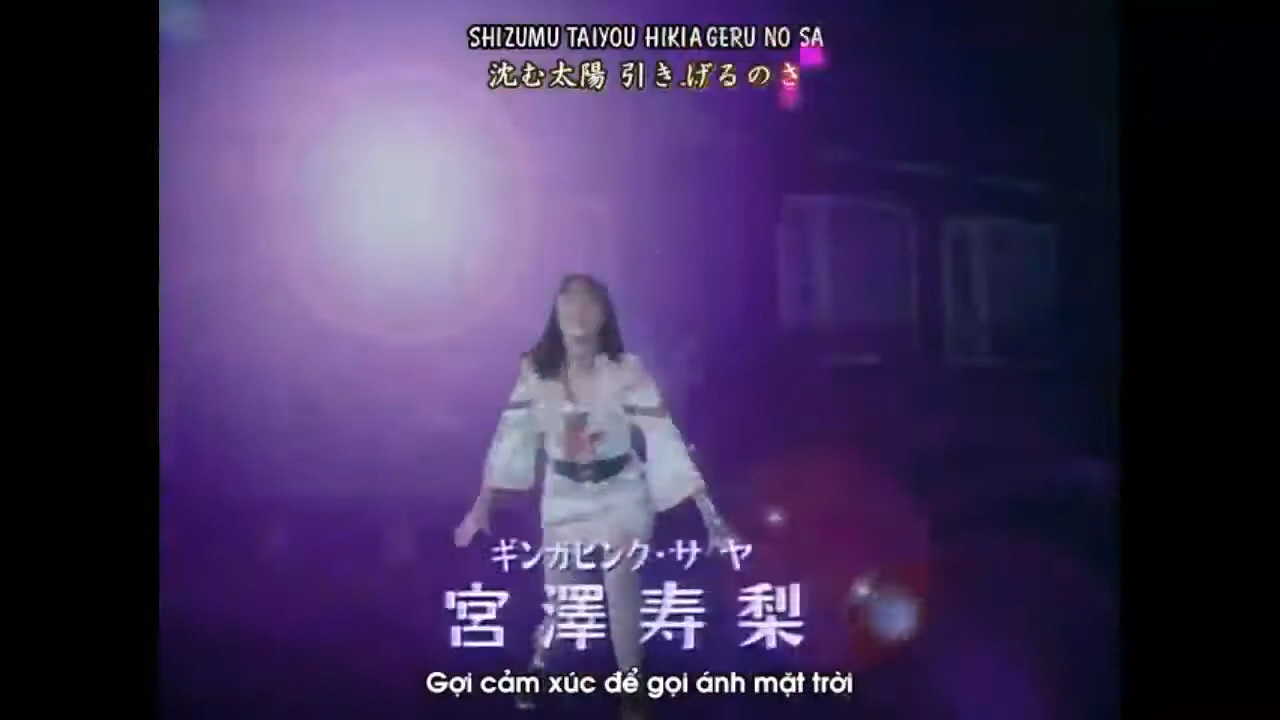 SHIZUMU TAIYOU HIKIAGERU NO SA
沈む太陽 引き上げるのさ
ギンガピンク・サヤ
宮澤寿梨
Gợi cảm xúc để gọi ánh mặt trời